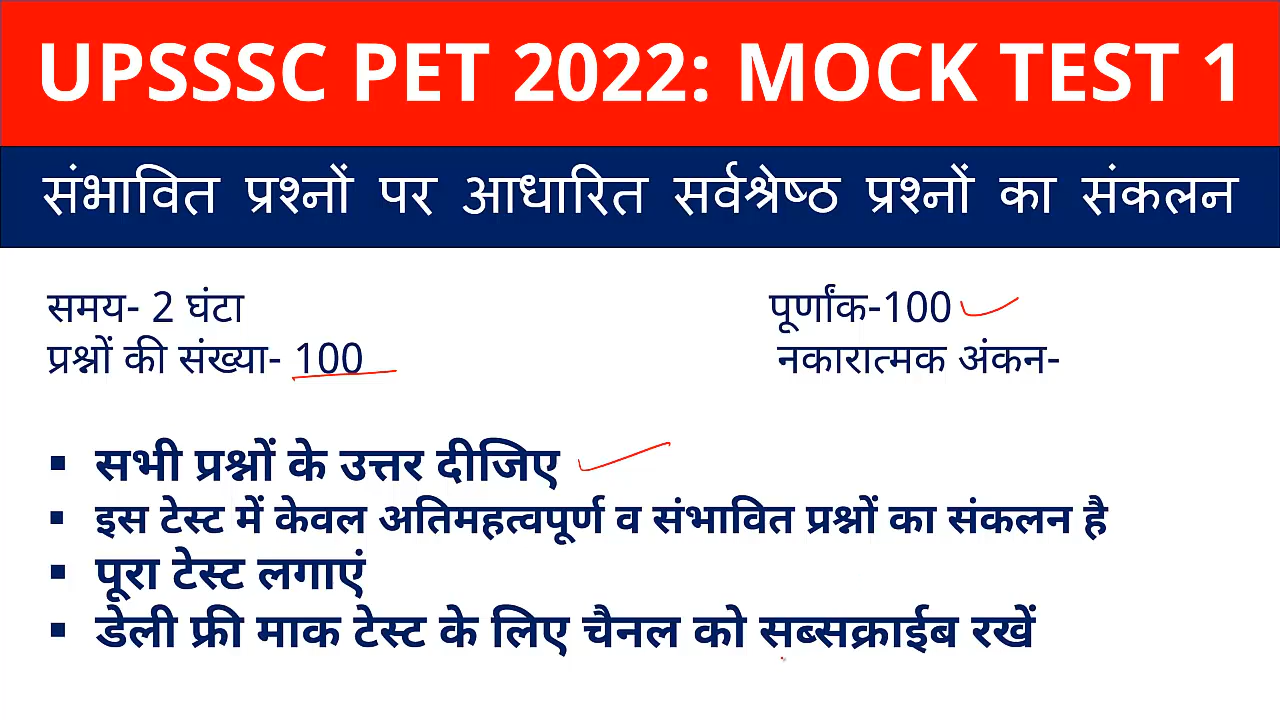 UPSSSC PET 2022: MOCK TEST 1
संभावित प्रश्नों पर आधारित सर्वश्रेष्ठ प्रश्नों का संकलन
समय- 2 घंटा
पूर्णांक-100
प्रश्नों की संख्या- 100
नकारात्मक अंकन-
▪ सभी प्रश्नों के उत्तर दीजिए
▪ इस टेस्ट में केवल अतिमहत्वपूर्ण व संभावित प्रश्नों का संकलन है
▪ पूरा टेस्ट लगाएं
▪ डेली फ्री माक टेस्ट के लिए चैनल को सब्सक्राईब रखें